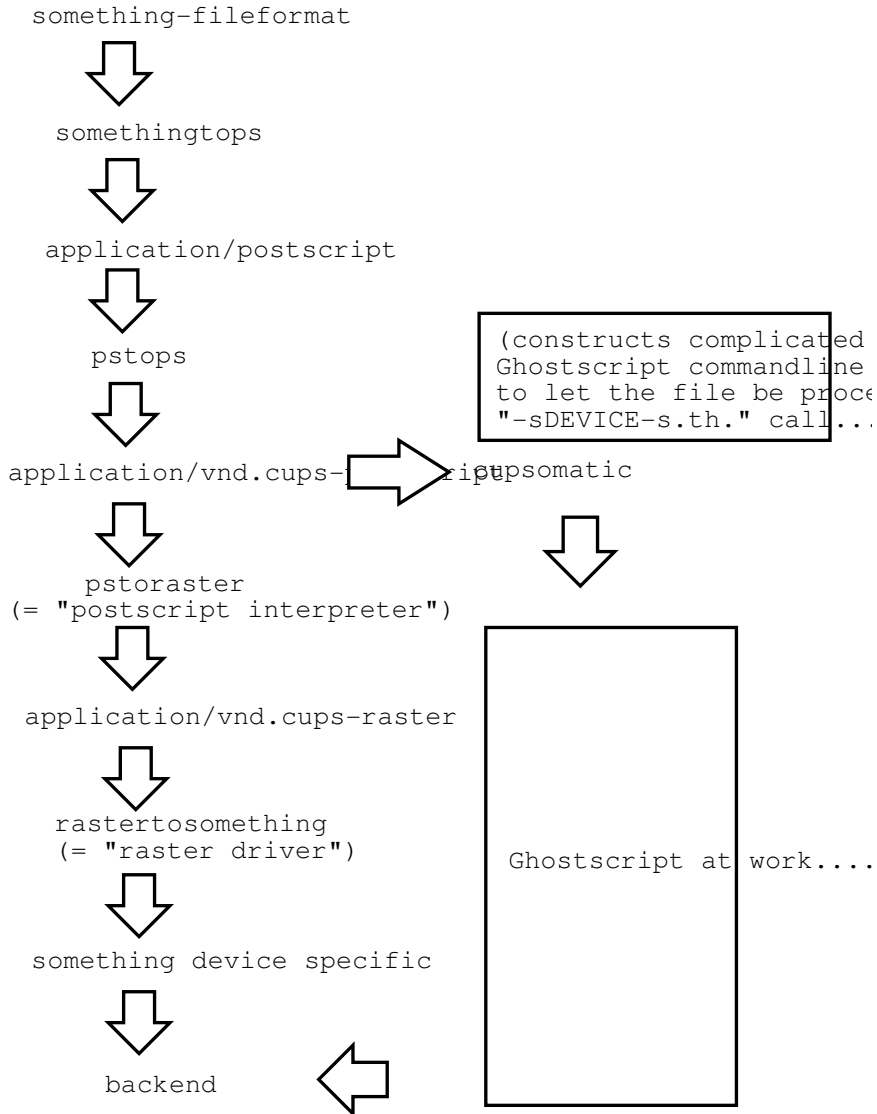 something-fileformat
somethingtops
application/postscript
pstops
(constructs complicated
Ghostscript commandline
to let the file be proce
"-sDEVICE-s.th." call...
application/vnd.cups- script
cupsomatic
pstoraster
(= "postscript interpreter")
application/vnd.cups-raster
rastertosomething
(= "raster driver")
Ghostscript at work....
something device specific
backend